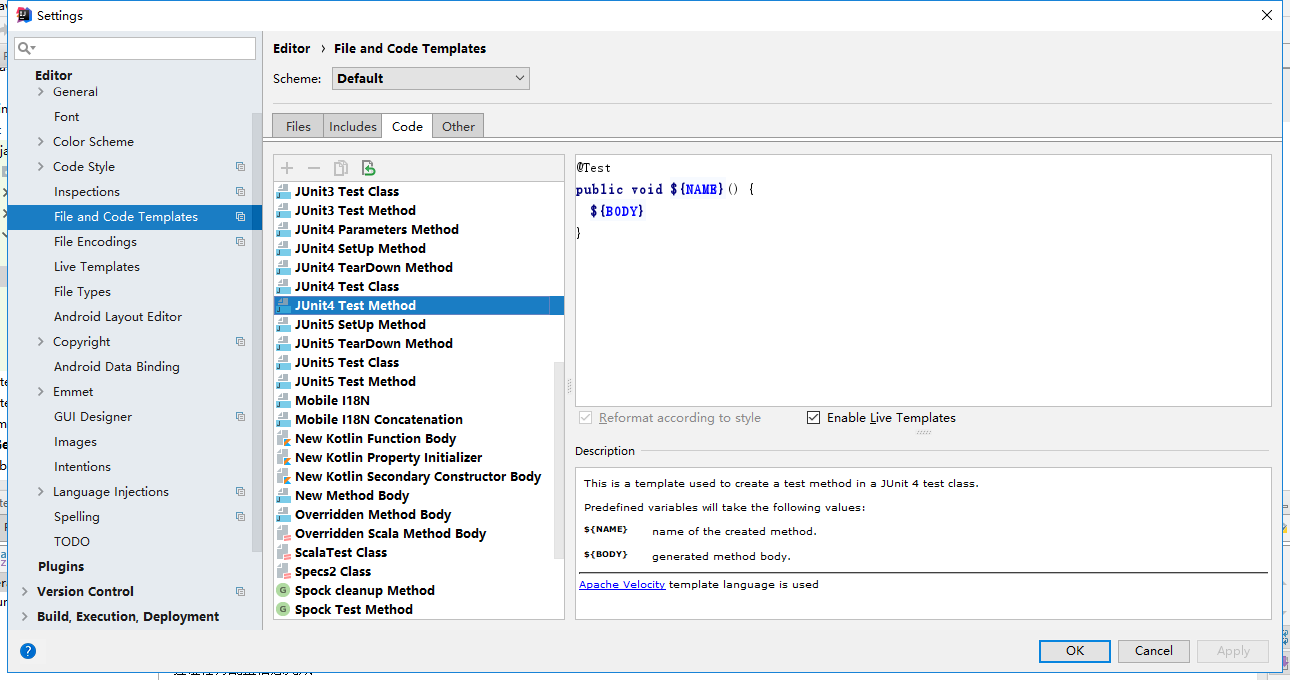 Settings
Editor
General
Font
Color Scheme
Code Style
Inspections
File and Code Templates
File Encodings
Live Templates
File Types
Android Layout Editor
Copyright
Android Data Binding
Emmet
GUI Designer
Images
Intentions
Language Injections
Spelling
TODO
Plugins
Version Control
Build, Execution, Deployment
Editor › File and Code Templates
Scheme: Default
Files Includes Code Other
JUnit3 Test Class
JUnit3 Test Method
JUnit4 Parameters Method
JUnit4 SetUp Method
JUnit4 TearDown Method
JUnit4 Test Class
JUnit4 Test Method
JUnit5 SetUp Method
JUnit5 TearDown Method
JUnit5 Test Class
JUnit5 Test Method
Mobile I18N
Mobile I18N Concatenation
New Kotlin Function Body
New Kotlin Property Initializer
New Kotlin Secondary Constructor Body
New Method Body
Overridden Method Body
Overridden Scala Method Body
ScalaTest Class
Specs2 Class
Spock cleanup Method
Spock Test Method
@Test
public void ${NAME}() {
${BODY}
}
Reformat according to style Enable Live Templates
Description
This is a template used to create a test method in a JUnit 4 test class.
Predefined variables will take the following values:
${NAME} name of the created method.
${BODY} generated method body.
Apache Velocity template language is used
? OK Cancel Apply